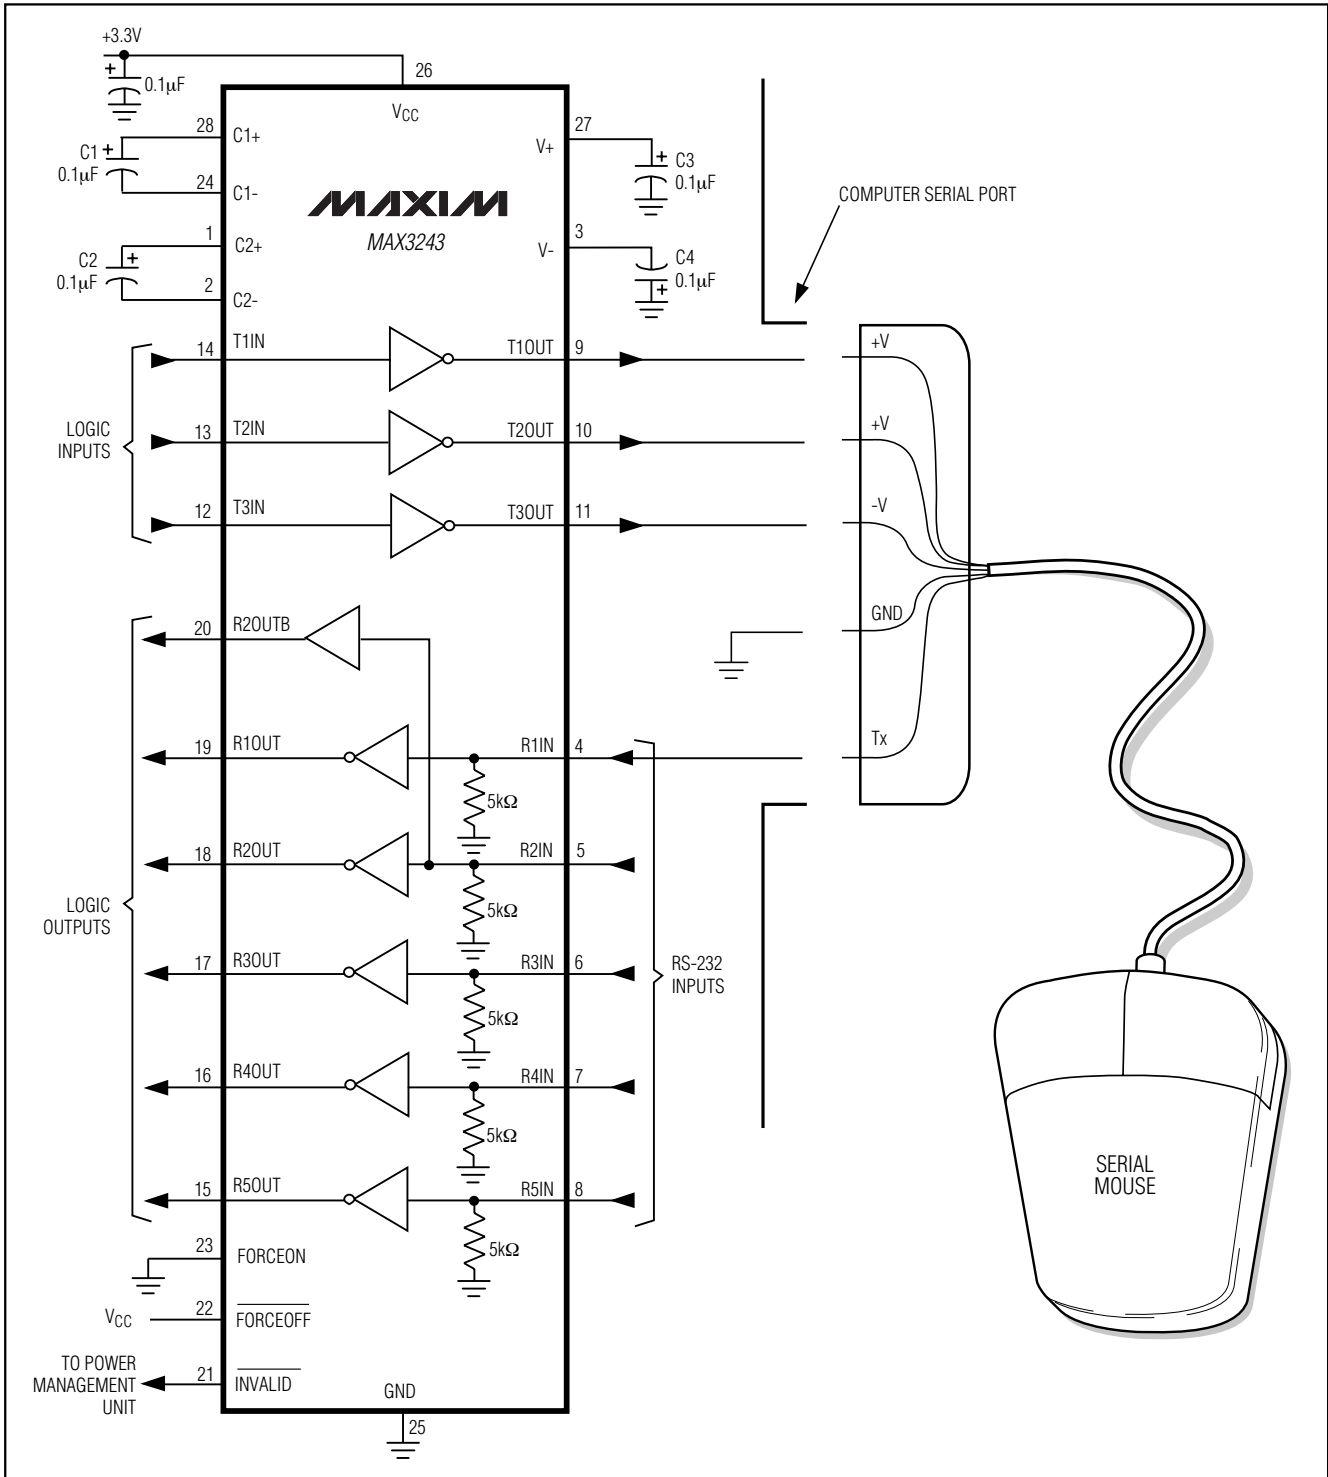 +3.3V
0.1µF
26
VCC
28
C1+
C1
0.1µF
24
C1-
1
C2+
C2
0.1µF
2
C2-
MAXIM
MAX3243
27
V+
C3
0.1µF
3
V-
C4
0.1µF
COMPUTER SERIAL PORT
LOGIC
INPUTS
14
T1IN
T1OUT
9
13
T2IN
T2OUT
10
12
T3IN
T3OUT
11
+V
+V
-V
GND
Tx
20
R2OUTB
19
R1OUT
R1IN
4
5kΩ
18
R2OUT
R2IN
5
5kΩ
LOGIC
OUTPUTS
17
R3OUT
R3IN
6
5kΩ
RS-232
INPUTS
16
R4OUT
R4IN
7
5kΩ
15
R5OUT
R5IN
8
5kΩ
23
FORCEON
VCC
22
FORCEOFF
TO POWER
MANAGEMENT
UNIT
21
INVALID
GND
25
SERIAL
MOUSE